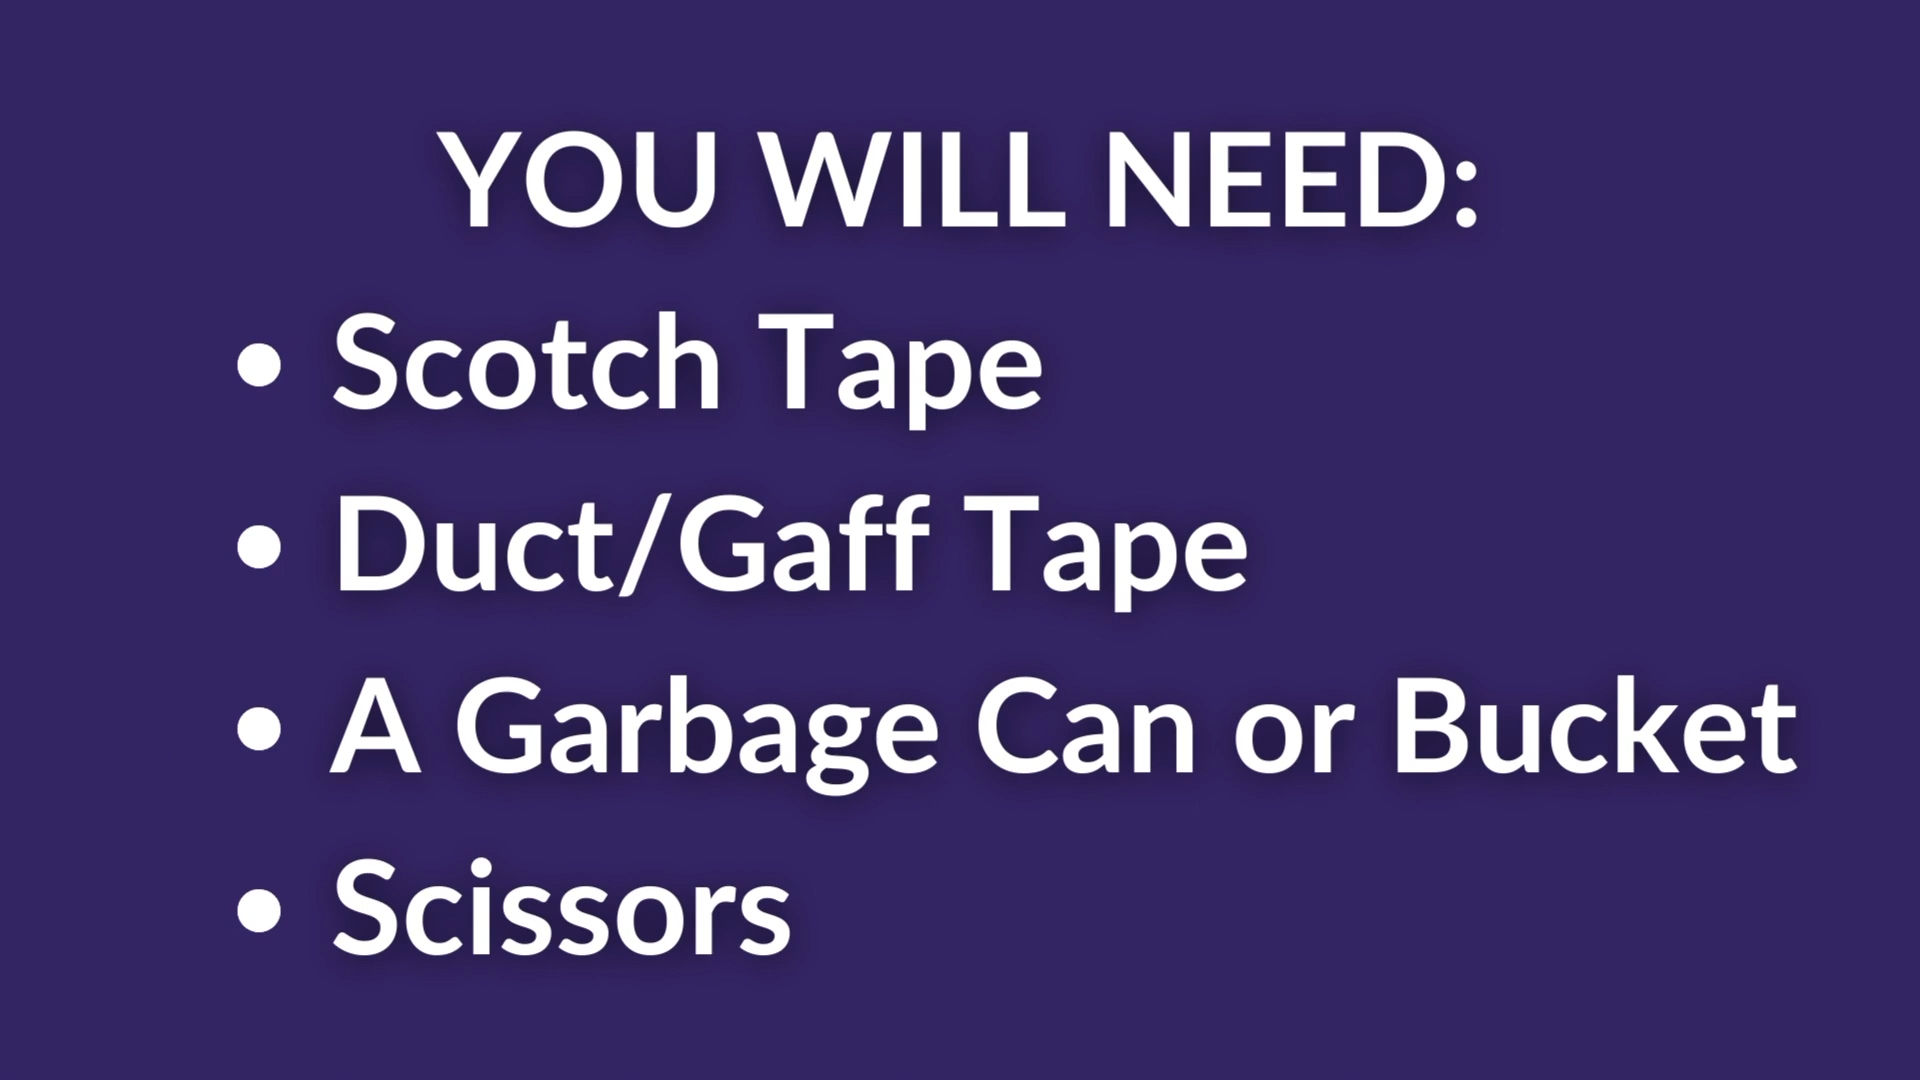 YOU WILL NEED:
• Scotch Tape
• Duct/Gaff Tape
• A Garbage Can or Bucket
• Scissors